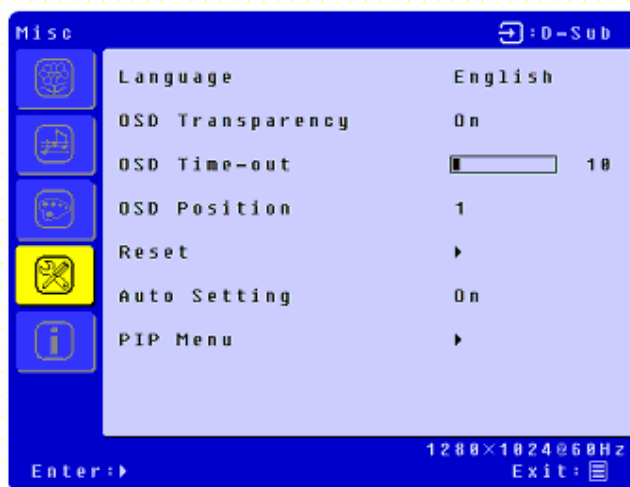 Misc :D-Sub
Language English
OSD Transparency On
OSD Time-out 10
OSD Position 1
Reset
Auto Setting On
PIP Menu
1280×1024@60Hz
Enter: Exit: